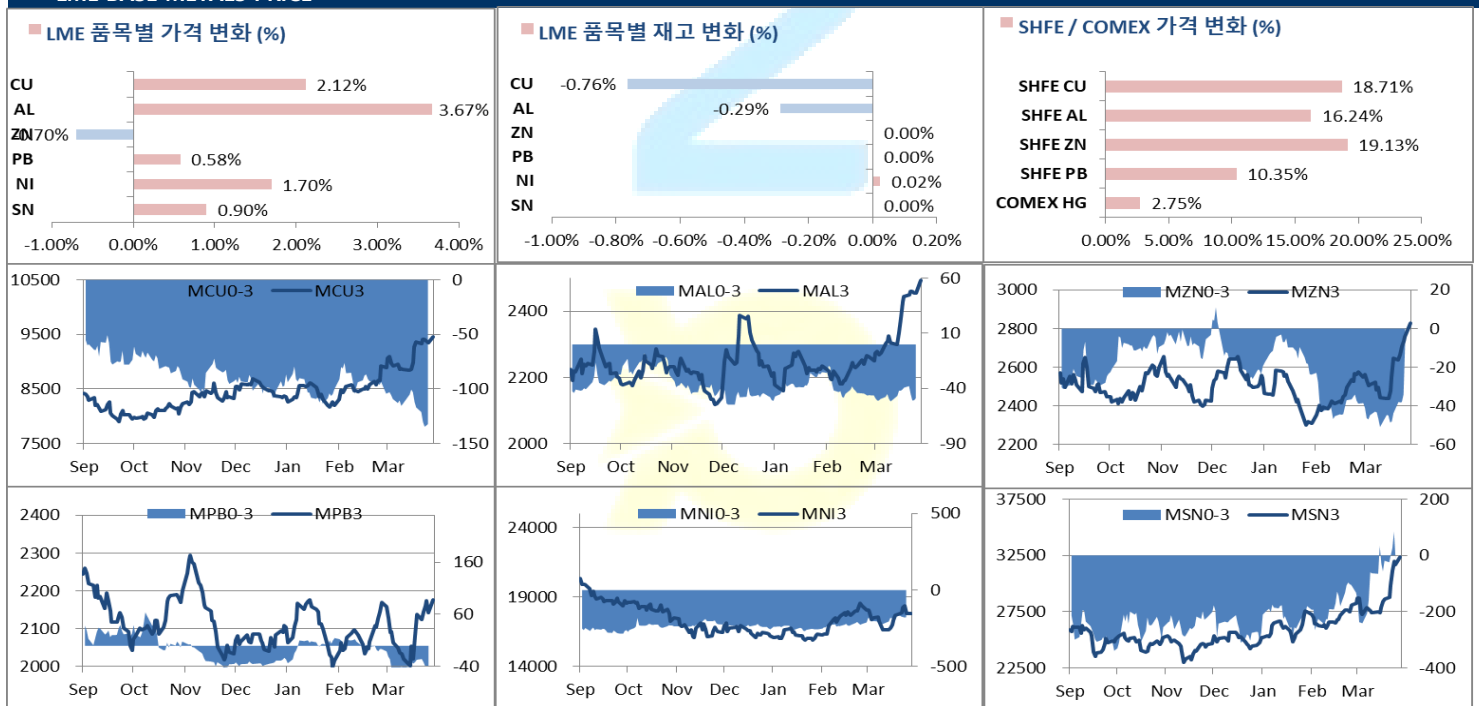 LME 품목별 가격 변화 (%)
CU 2.12%
AL 3.67%
ZN -0.70%
PB 0.58%
NI 1.70%
SN 0.90%
-1.00% 0.00% 1.00% 2.00% 3.00% 4.00%
LME 품목별 재고 변화 (%)
CU -0.76%
AL -0.29%
ZN 0.00%
PB 0.00%
NI 0.02%
SN 0.00%
-1.00% -0.80% -0.60% -0.40% -0.20% 0.00% 0.20%
SHFE / COMEX 가격 변화 (%)
SHFE CU 18.71%
SHFE AL 16.24%
SHFE ZN 19.13%
SHFE PB 10.35%
COMEX HG 2.75%
0.00% 5.00% 10.00% 15.00% 20.00% 25.00%
10500 0
MCU0-3 MCU3
9500 -50
8500 -100
7500 -150
Sep Oct Nov Dec Jan Feb Mar
60
MAL0-3 MAL3
2400 10
2200 -40
2000 -90
Sep Oct Nov Dec Jan Feb Mar
3000 20
MZN0-3 MZN3
2800 0
2600 -20
2400 -40
2200 -60
Sep Oct Nov Dec Jan Feb Mar
2400
MPB0-3 MPB3
2300 160
2200
2100 60
2000 -40
Sep Oct Nov Dec Jan Feb Mar
500
MNI0-3 MNI3
24000
19000 0
14000 -500
Sep Oct Nov Dec Jan Feb Mar
37500 200
MSN0-3 MSN3
32500 0
27500 -200
22500 -400
Sep Oct Nov Dec Jan Feb Mar